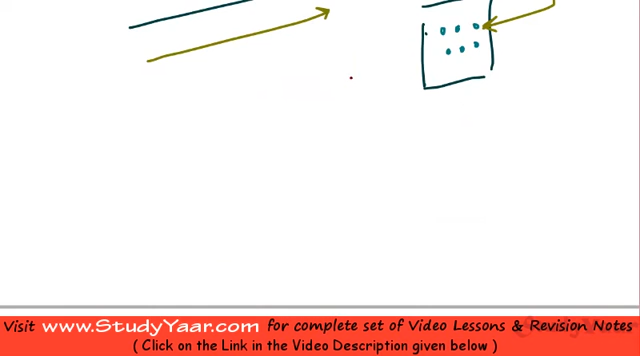 Visit www.StudyYaar.com for complete set of Video Lessons & Revision Notes
( Click on the Link in the Video Description given below )